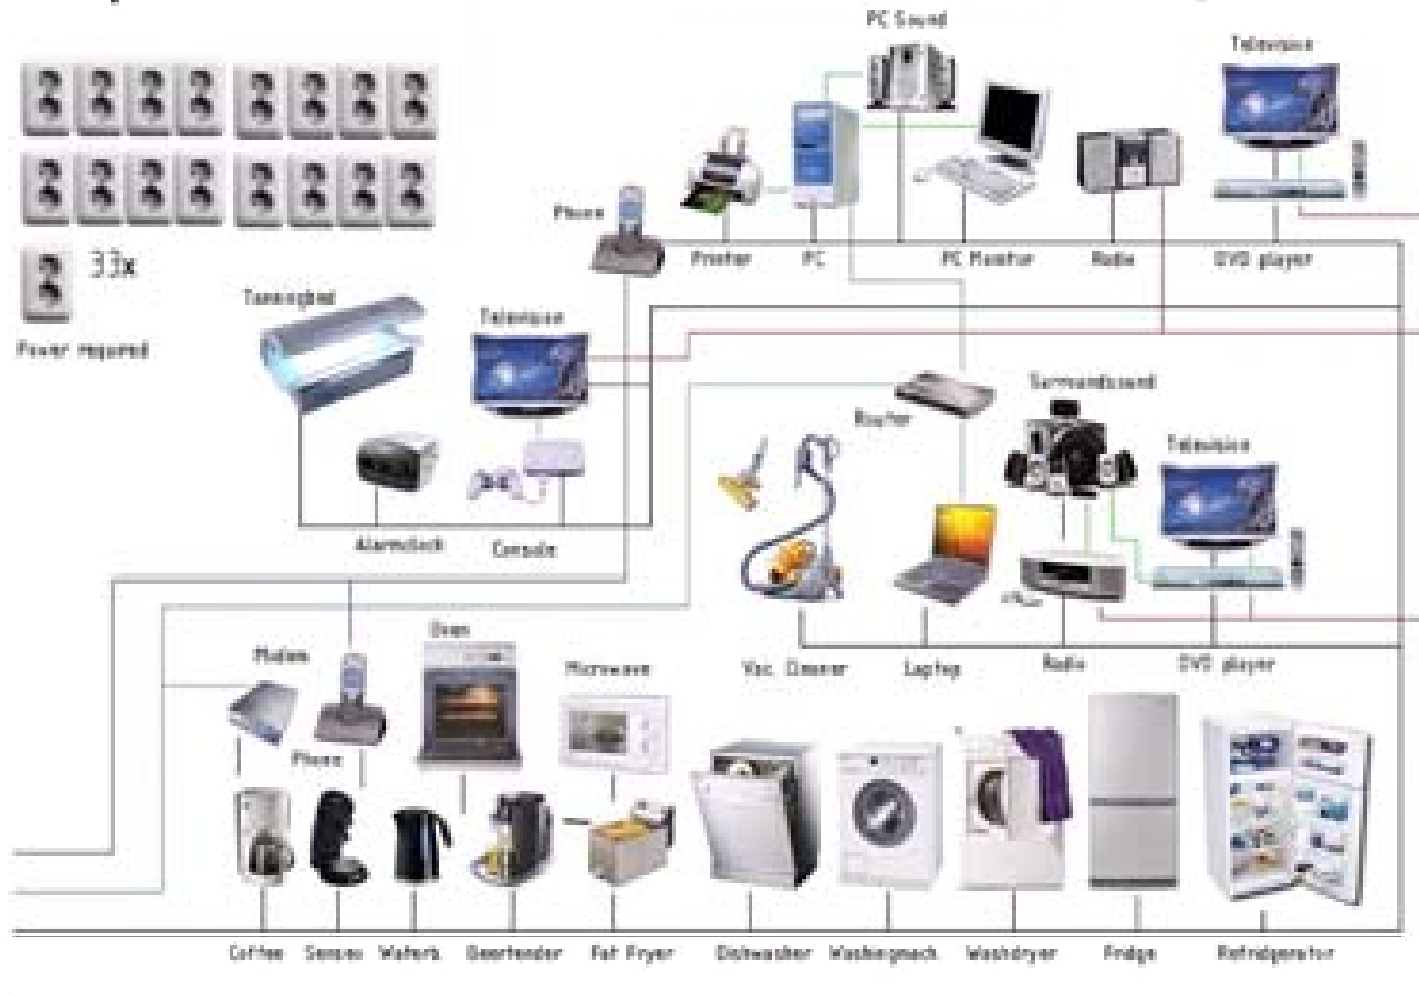 PC Sound
Television
Phone
Printer
PC
PC Monitor
Radio
DVD player
33x
Power required
Tanningbed
Television
Surroundsound
Router
Television
Alarmclock
Console
Oven
Modem
Microwave
Vac. Cleaner
Laptop
Radio
DVD player
Phone
Coffee
Senseo
Waterk
Beertender
Fat Fryer
Dishwasher
Washingmach
Washdryer
Fridge
Refridgerator